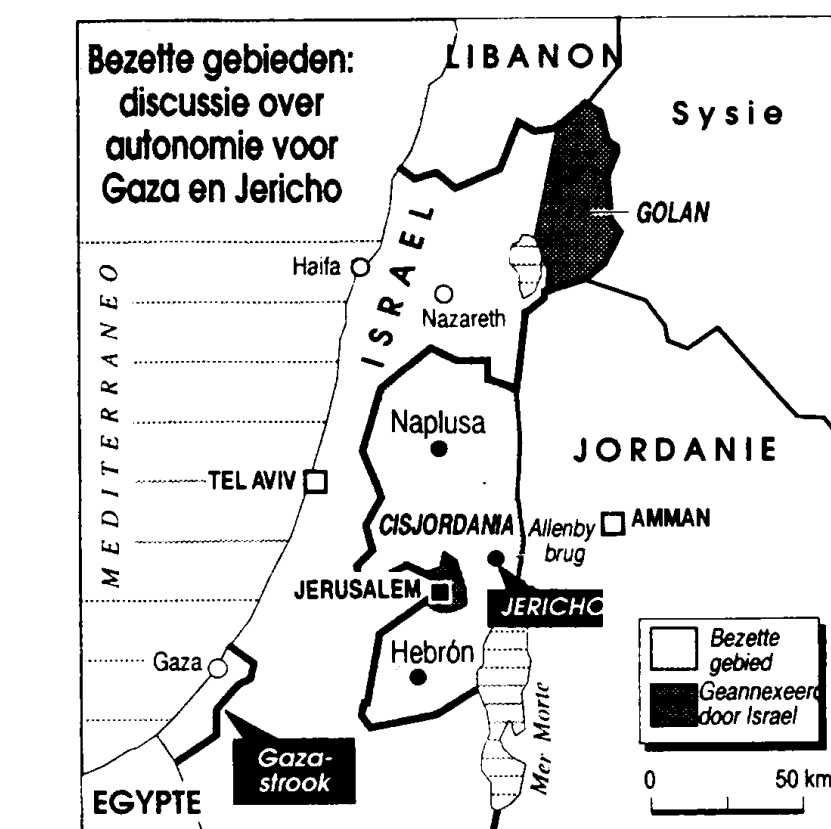 Bezette gebieden:
discussie over
autonomie voor
Gaza en Jericho
LIBANON
Sysie
GOLAN
ISRAEL
Haifa
Nazareth
MEDITERRANEO
Naplusa
JORDANIE
TEL AVIV
CISJORDANIA
Allenby
brug
AMMAN
JERUSALEM
JERICHO
Hebrón
Gaza
Mer Morte
Gaza-
strook
EGYPTE
Bezette
gebied
Geannexeerd
door Israel
0 50 km